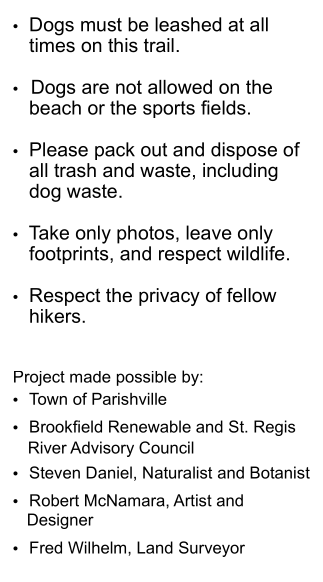 • Dogs must be leashed at all
times on this trail.
• Dogs are not allowed on the
beach or the sports fields.
• Please pack out and dispose of
all trash and waste, including
dog waste.
• Take only photos, leave only
footprints, and respect wildlife.
• Respect the privacy of fellow
hikers.
Project made possible by:
• Town of Parishville
• Brookfield Renewable and St. Regis
River Advisory Council
• Steven Daniel, Naturalist and Botanist
• Robert McNamara, Artist and
Designer
• Fred Wilhelm, Land Surveyor